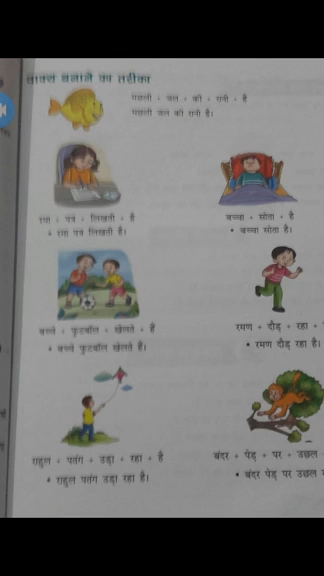 वाक्य बनाने का तरीका
मछली + जल + की + रानी + है
मछली जल की रानी है।
रमा + पत्र + लिखती + है
• रमा पत्र लिखती है।
बच्चा + सोता + है
• बच्चा सोता है।
बच्चे + फुटबॉल + खेलते + हैं
• बच्चे फुटबॉल खेलते हैं।
रमण + दौड़ + रहा +
• रमण दौड़ रहा है।
राहुल + पतंग + उड़ा + रहा + है
• राहुल पतंग उड़ा रहा है।
बंदर + पेड़ + पर + उछल
• बंदर पेड़ पर उछल